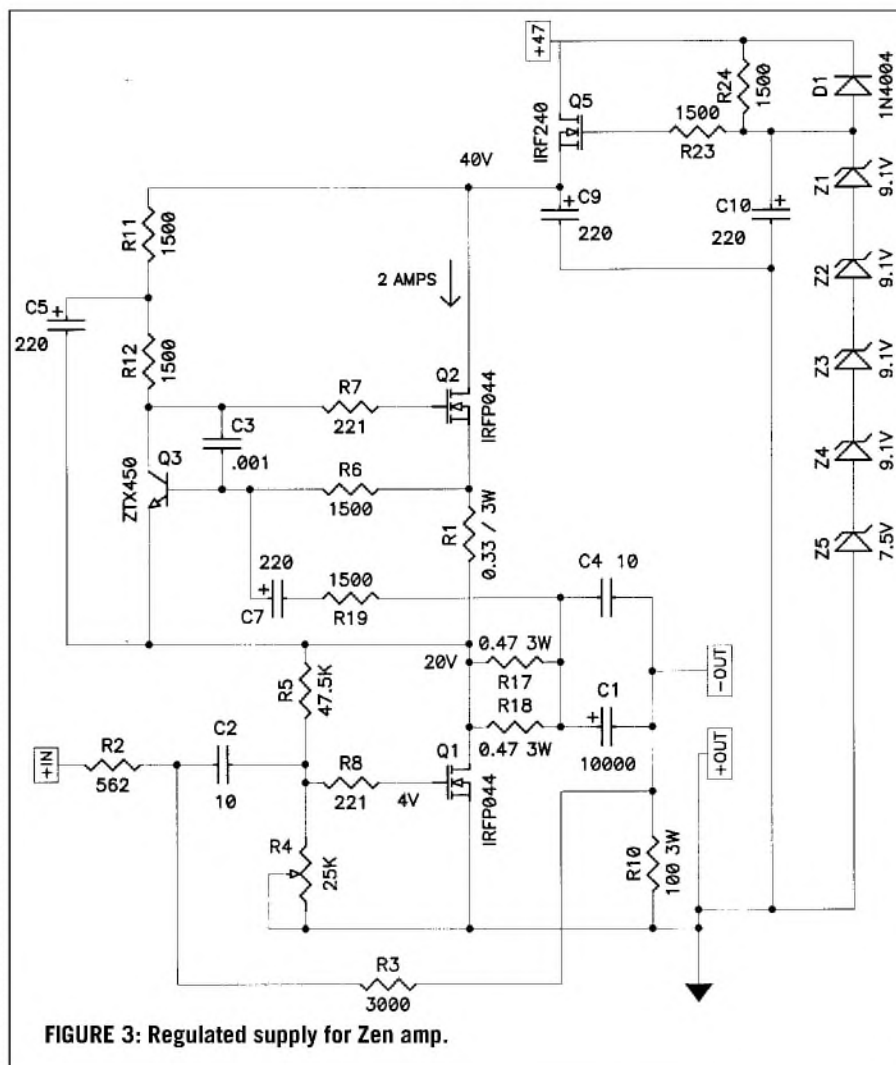 +47
R24
1500
D1
1N4004
Q5
IRF240
1500
R23
Z1
9.1V
40V
C9
220
C10
220
R11
1500
Z2
9.1V
2 AMPS
C5
220
R12
1500
Z3
9.1V
Q2
IRFP044
R7
221
C3
.001
Q3
ZTX450
R6
1500
Z4
9.1V
R1
0.33 / 3W
Z5
7.5V
220
C7
1500
R19
C4 10
20V
0.47 3W
R17
R5
47.5K
-OUT
R18
C1
+IN
R2
562
C2
10
0.47 3W
10000
+OUT
Q1
IRFP044
R8
221
4V
R4
25K
R10
100 3W
R3
3000
FIGURE 3: Regulated supply for Zen amp.